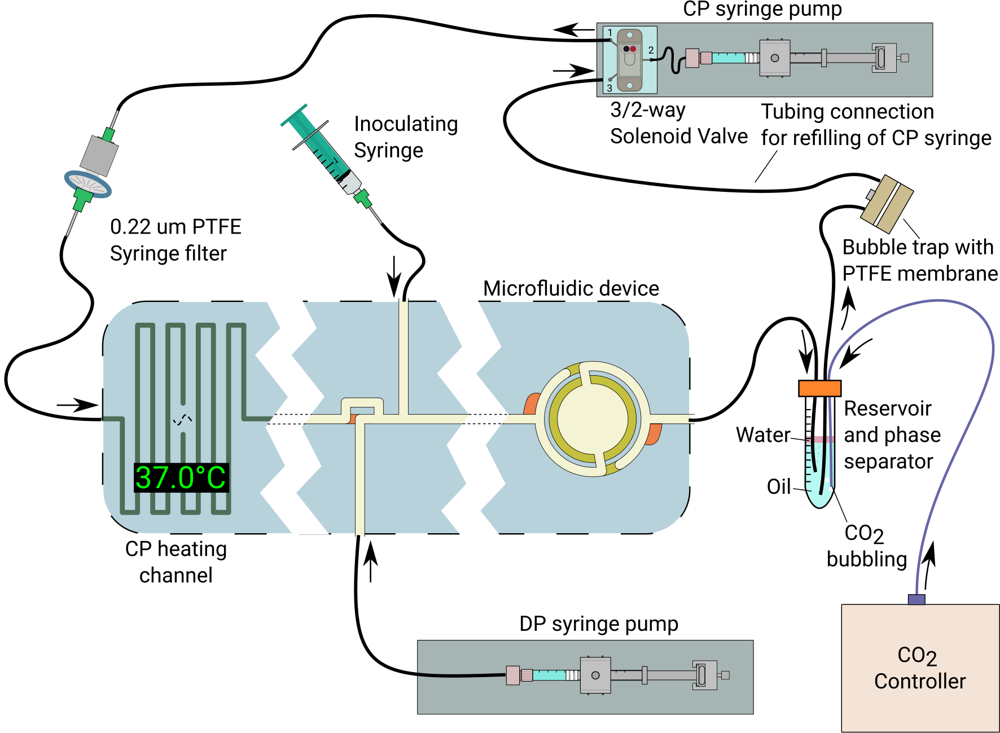 CP syringe pump
1
2
3
3/2-way
Solenoid Valve
Tubing connection
for refilling of CP syringe
Inoculating
Syringe
0.22 um PTFE
Syringe filter
Bubble trap with
PTFE membrane
Microfluidic device
37.0°C
CP heating
channel
Water
Oil
Reservoir
and phase
separator
CO2
bubbling
DP syringe pump
CO2
Controller